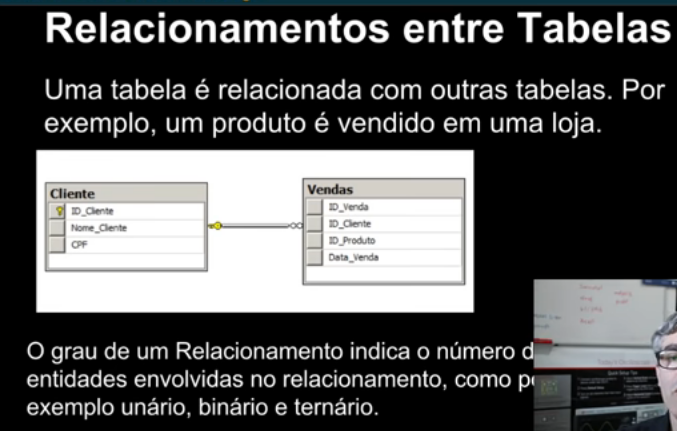 Relacionamentos entre Tabelas
Uma tabela é relacionada com outras tabelas. Por
exemplo, um produto é vendido em uma loja.
Cliente
ID_Cliente
Nome_Cliente
CPF
Vendas
ID_Venda
ID_Cliente
ID_Produto
Data_Venda
O grau de um Relacionamento indica o número d
entidades envolvidas no relacionamento, como p
exemplo unário, binário e ternário.